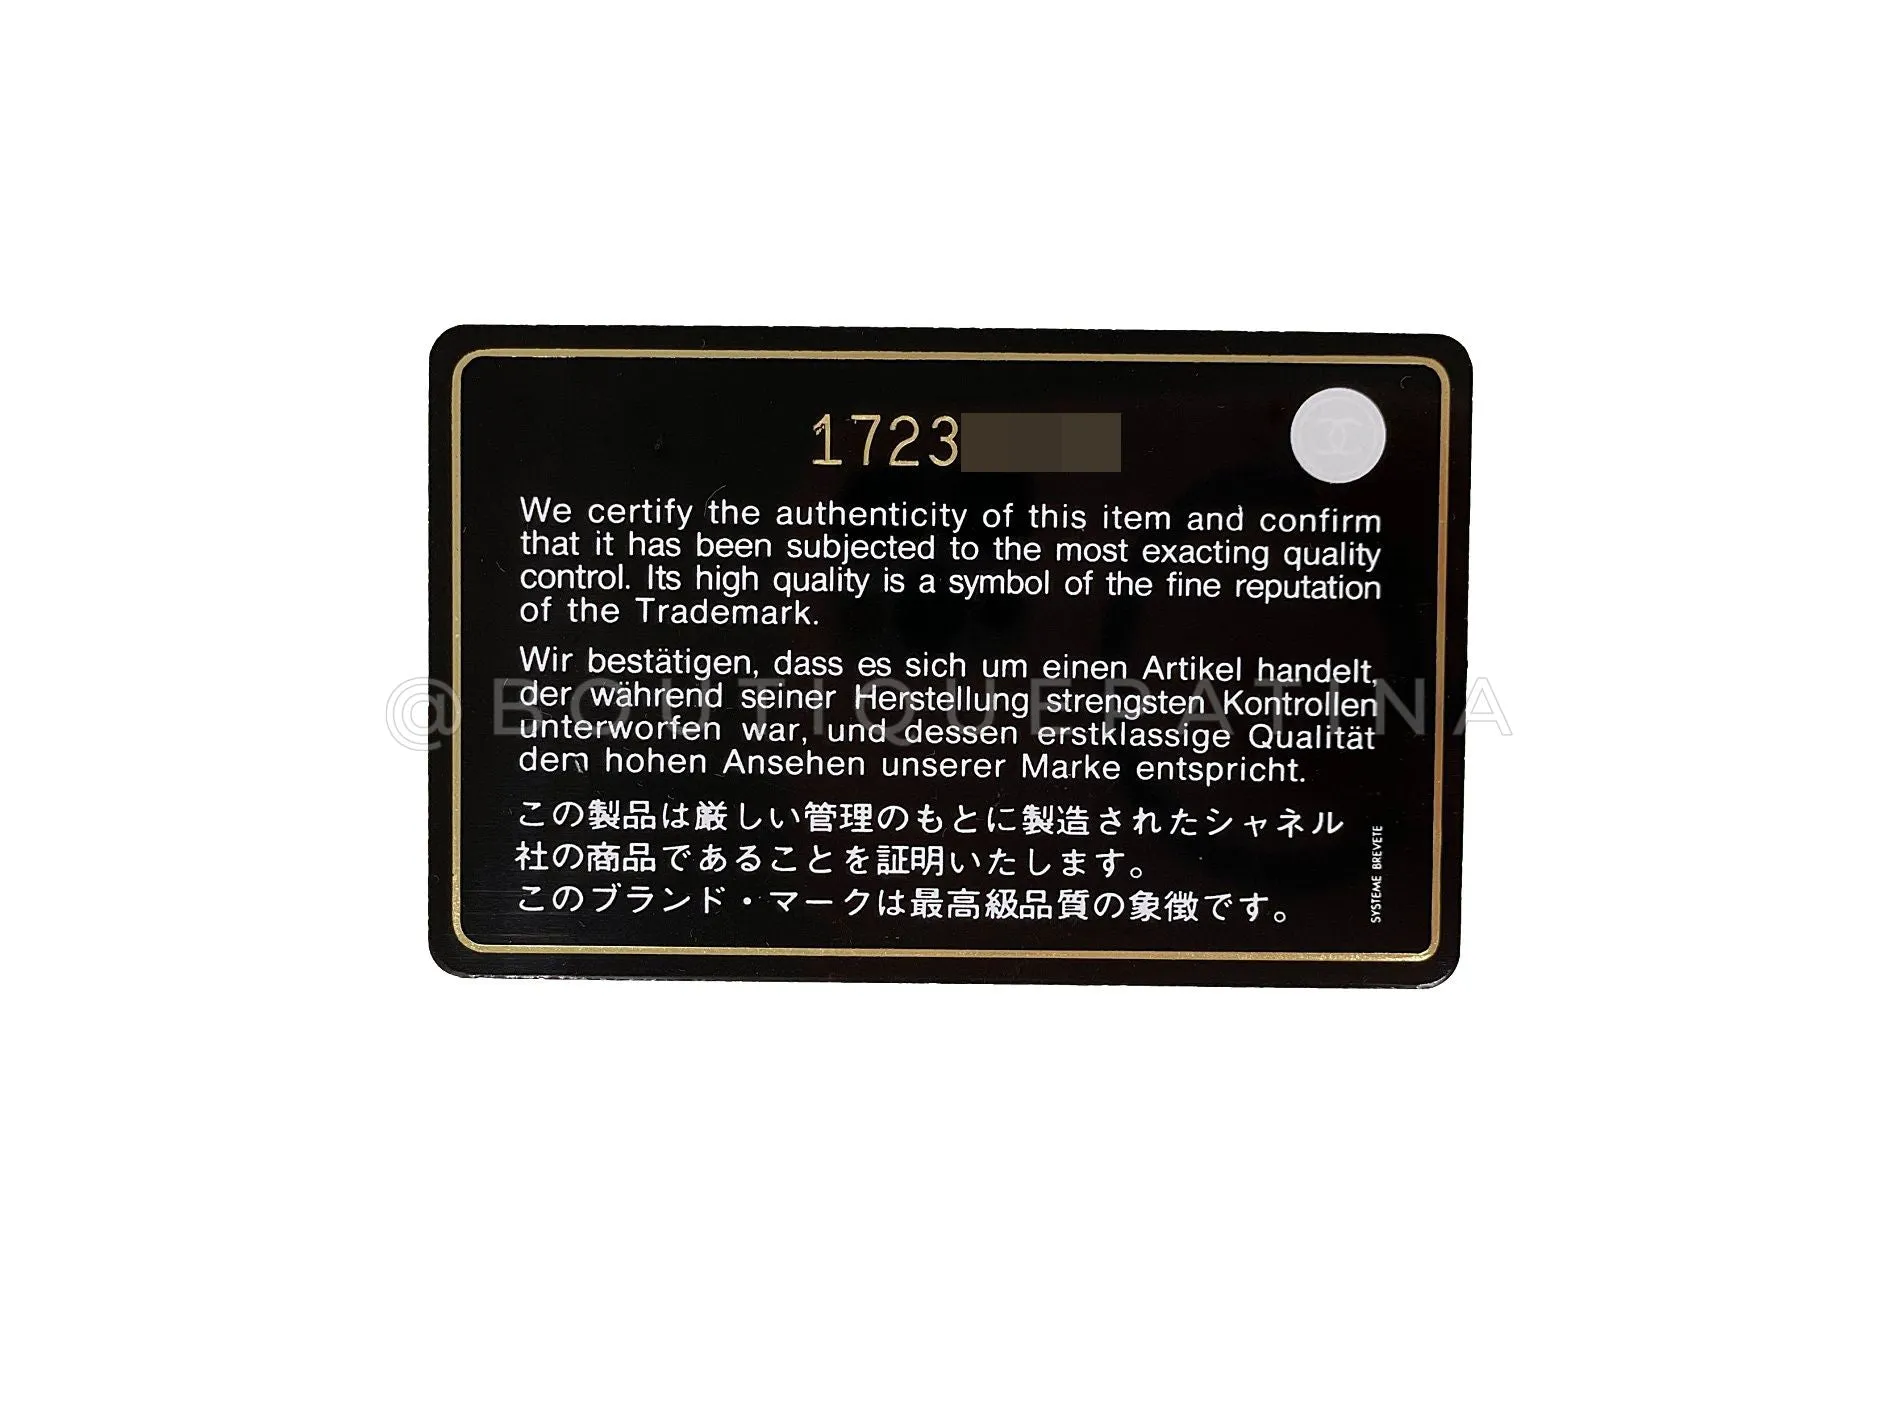 1723
We certify the authenticity of this item and confirm
that it has been subjected to the most exacting quality
control. Its high quality is a symbol of the fine reputation
of the Trademark.
Wir bestätigen, dass es sich um einen Artikel handelt,
der während seiner Herstellung strengsten Kontrollen
unterworfen war, und dessen erstklassige Qualität
dem hohen Ansehen unserer Marke entspricht.
@BOUTIQUEPATINA
この製品は厳しい管理のもとに製造されたシャネル
社の商品であることを証明いたします。
このブランド・マークは最高級品質の象徴です。
SYSTEME BREVETE